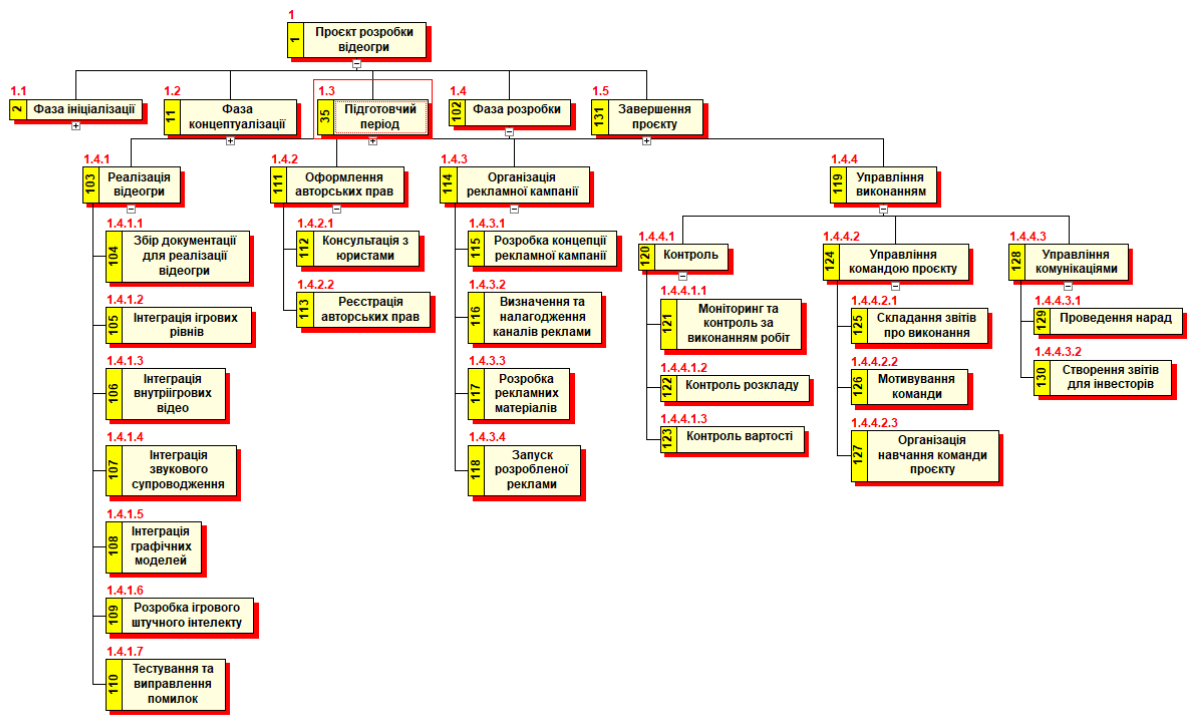 1
1
Проєкт розробки
відеогри
1.1
2
Фаза ініціалізації
1.2
11
Фаза
концептуалізації
1.3
35
Підготовчий
період
1.4
102
Фаза розробки
1.5
131
Завершення
проєкту
1.4.1
103
Реалізація
відеогри
1.4.1.1
104
Збір документації
для реалізації
відеогри
1.4.1.2
105
Інтеграція ігрових
рівнів
1.4.1.3
106
Інтеграція
внутріігрових
відео
1.4.1.4
107
Інтеграція
звукового
супроводження
1.4.1.5
108
Інтеграція
графічних
моделей
1.4.1.6
109
Розробка ігрового
штучного інтелекту
1.4.1.7
110
Тестування та
виправлення
помилок
1.4.2
111
Оформлення
авторських прав
1.4.2.1
112
Консультація з
юристами
1.4.2.2
113
Реєстрація
авторських прав
1.4.3
114
Організація
рекламної кампанії
1.4.3.1
115
Розробка концепції
рекламної кампанії
1.4.3.2
116
Визначення та
налагодження
каналів реклами
1.4.3.3
117
Розробка
рекламних
матеріалів
1.4.3.4
118
Запуск
розробленої
реклами
1.4.4
119
Управління
виконанням
1.4.4.1
120
Контроль
1.4.4.1.1
121
Моніторинг та
контроль за
виконанням робіт
1.4.4.1.2
122
Контроль розкладу
1.4.4.1.3
123
Контроль вартості
1.4.4.2
124
Управління
командою проєкту
1.4.4.2.1
125
Складання звітів
про виконання
1.4.4.2.2
126
Мотивування
команди
1.4.4.2.3
127
Організація
навчання команди
проєкту
1.4.4.3
128
Управління
комунікаціями
1.4.4.3.1
129
Проведення нарад
1.4.4.3.2
130
Створення звітів
для інвесторів